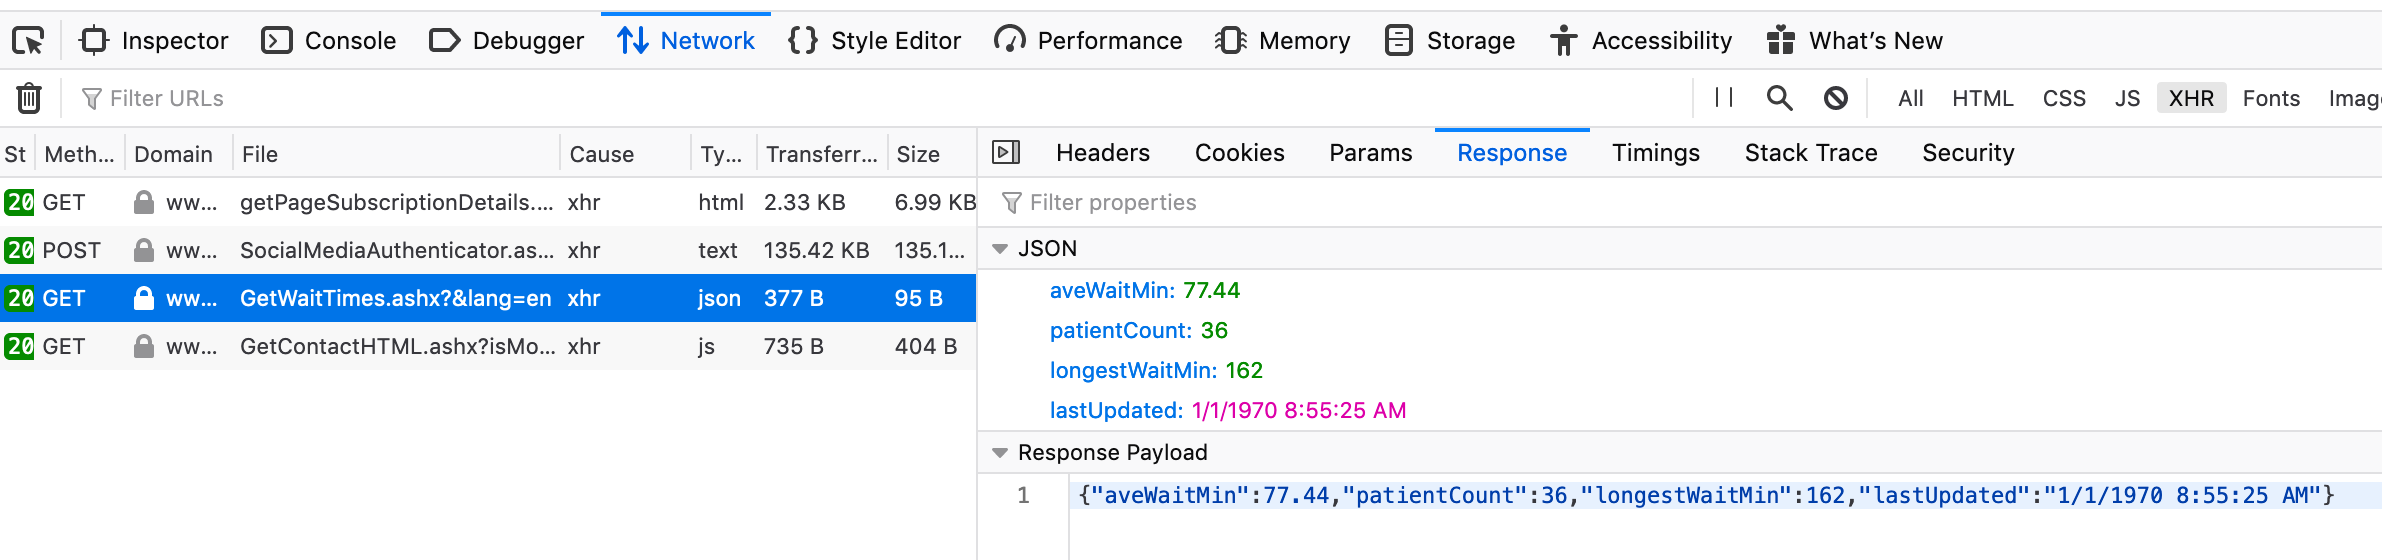 Inspector Console Debugger Network Style Editor Performance Memory Storage Accessibility What's New
Filter URLs All HTML CSS JS XHR Fonts Imag
St Meth... Domain File Cause Ty... Transferr... Size
Headers Cookies Params Response Timings Stack Trace Security
20 GET ww... getPageSubscriptionDetails.... xhr html 2.33 KB 6.99 KB
20 POST ww... SocialMediaAuthenticator.as... xhr text 135.42 KB 135.1...
20 GET ww... GetWaitTimes.ashx?&lang=en xhr json 377 B 95 B
20 GET ww... GetContactHTML.ashx?isMo... xhr js 735 B 404 B
Filter properties
JSON
aveWaitMin: 77.44
patientCount: 36
longestWaitMin: 162
lastUpdated: 1/1/1970 8:55:25 AM
Response Payload
1 {"aveWaitMin":77.44,"patientCount":36,"longestWaitMin":162,"lastUpdated":"1/1/1970 8:55:25 AM"}